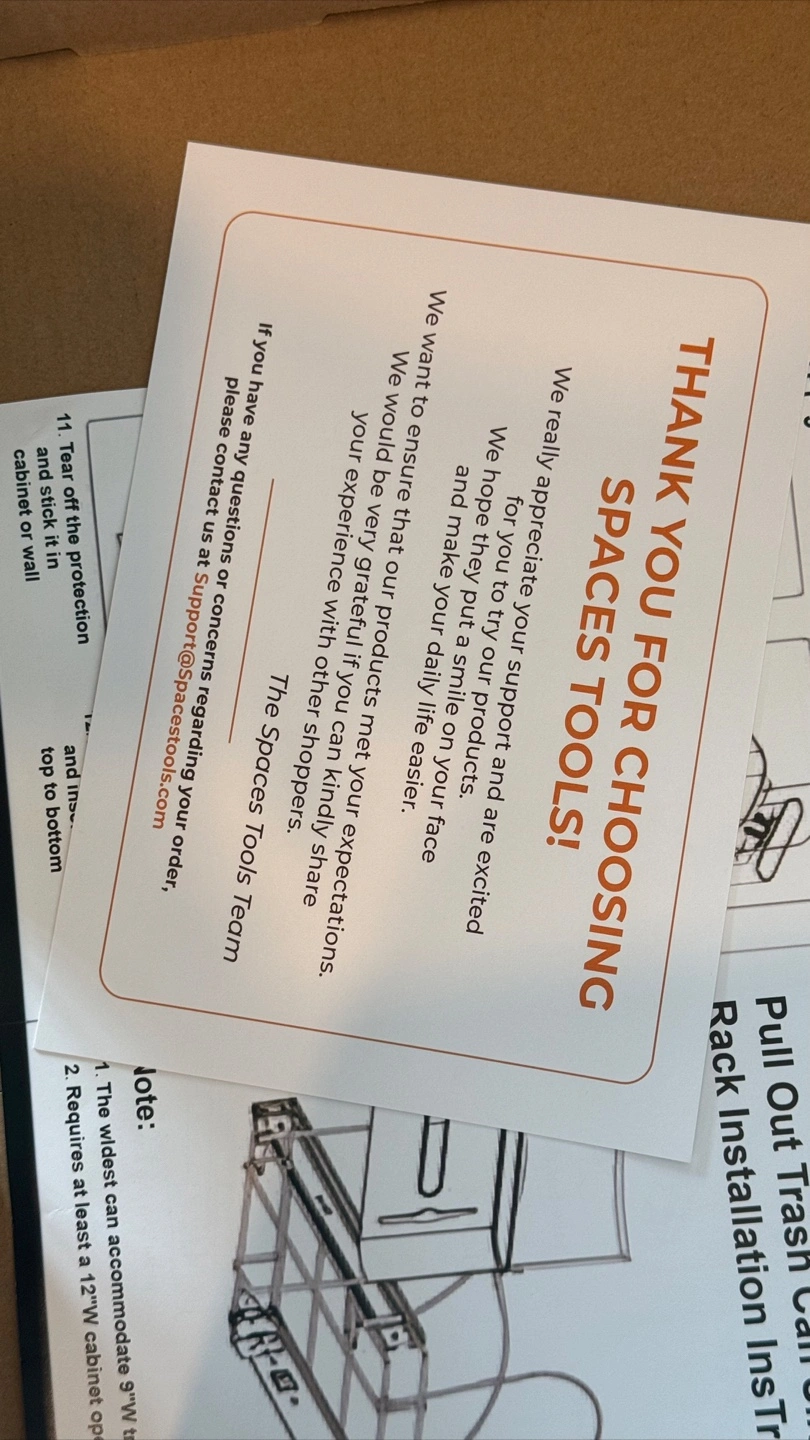 THANK YOU FOR CHOOSING
SPACES TOOLS!
We really appreciate your support and are excited
for you to try our products.
We hope they put a smile on your face
and make your daily life easier.
We want to ensure that our products met your expectations.
We would be very grateful if you can kindly share
your experience with other shoppers.
The Spaces Tools Team
If you have any questions or concerns regarding your order,
please contact us at Support@Spacestools.com
11. Tear off the protection
and stick it in
cabinet or wall
and
top to bottom
Pull Out Trash
Rack Installation
1. The wIdest can accommodate 9"W
2. Requires at least a 12"W cabinet